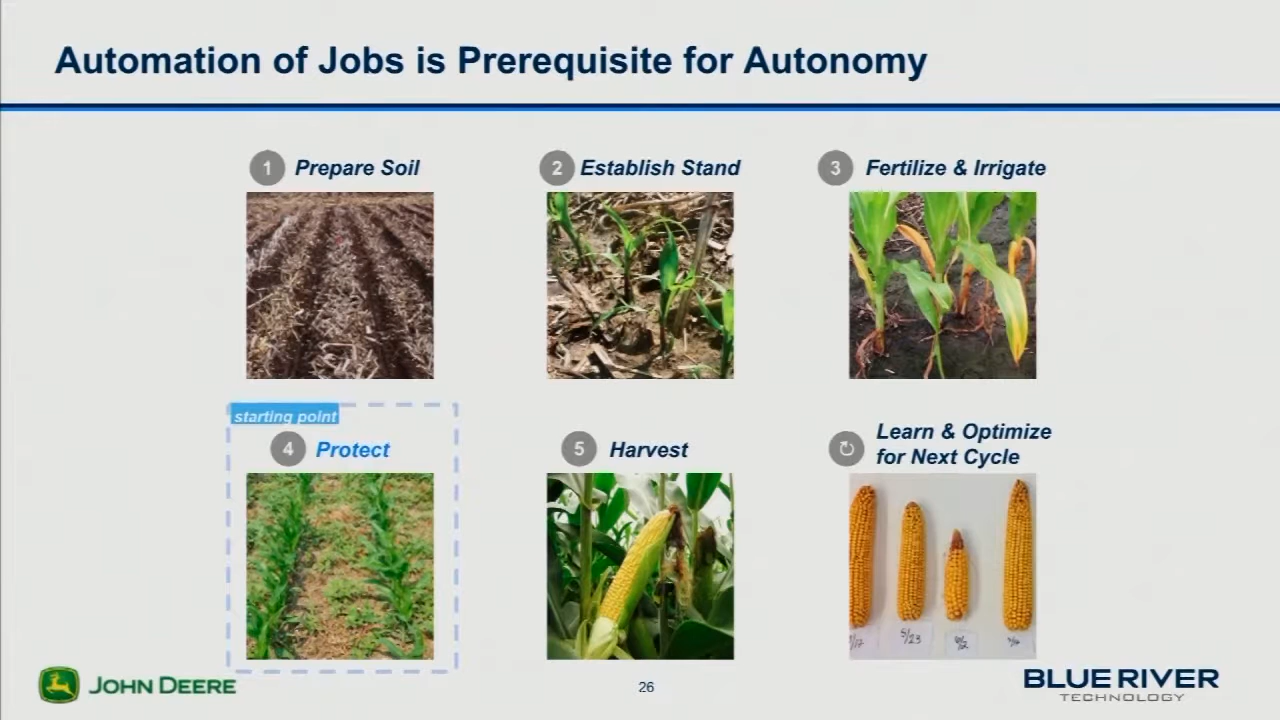 Automation of Jobs is Prerequisite for Autonomy
1 Prepare Soil
2 Establish Stand
3 Fertilize & Irrigate
starting point
4 Protect
5 Harvest
Learn & Optimize
for Next Cycle
5/23
JOHN DEERE
26
BLUE RIVER
TECHNOLOGY